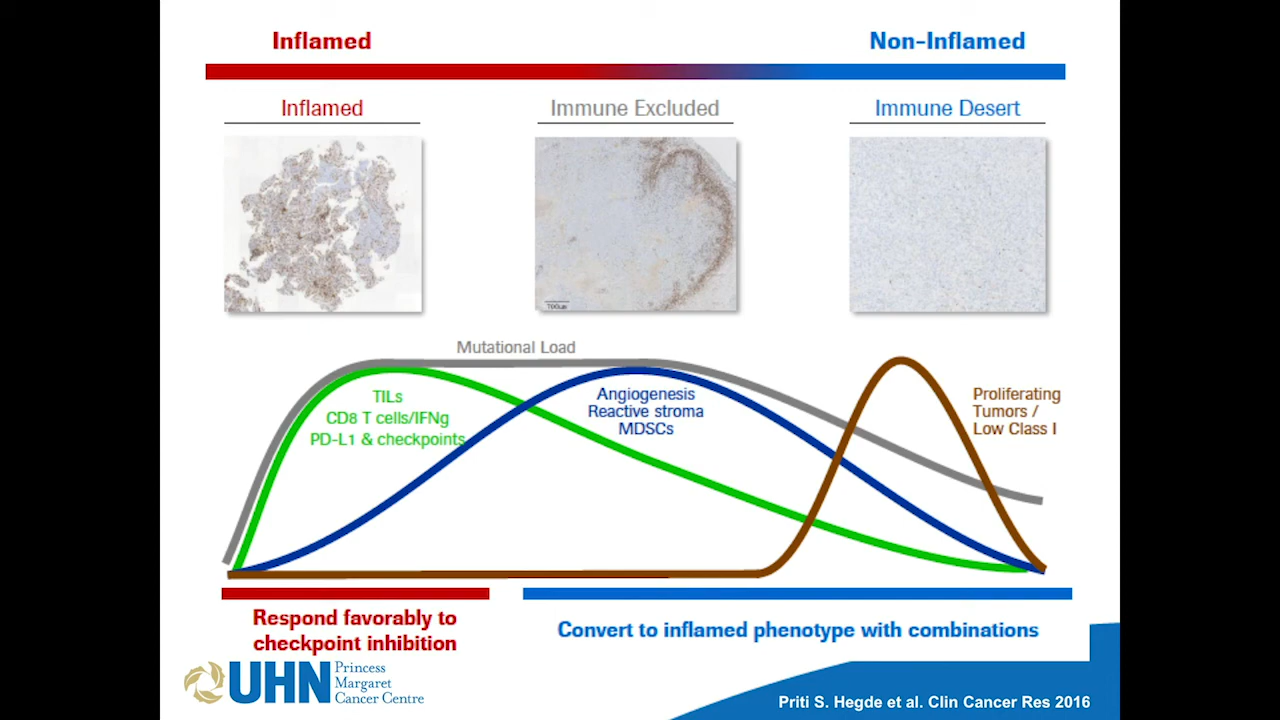 Inflamed
Non-Inflamed
Inflamed
Immune Excluded
Immune Desert
700um
Mutational Load
TILs
CD8 T cells/IFNg
PD-L1 & checkpoints
Angiogenesis
Reactive stroma
MDSCs
Proliferating
Tumors /
Low Class I
Respond favorably to
checkpoint inhibition
Convert to inflamed phenotype with combinations
UHN
Princess
Margaret
Cancer Centre
Priti S. Hegde et al. Clin Cancer Res 2016